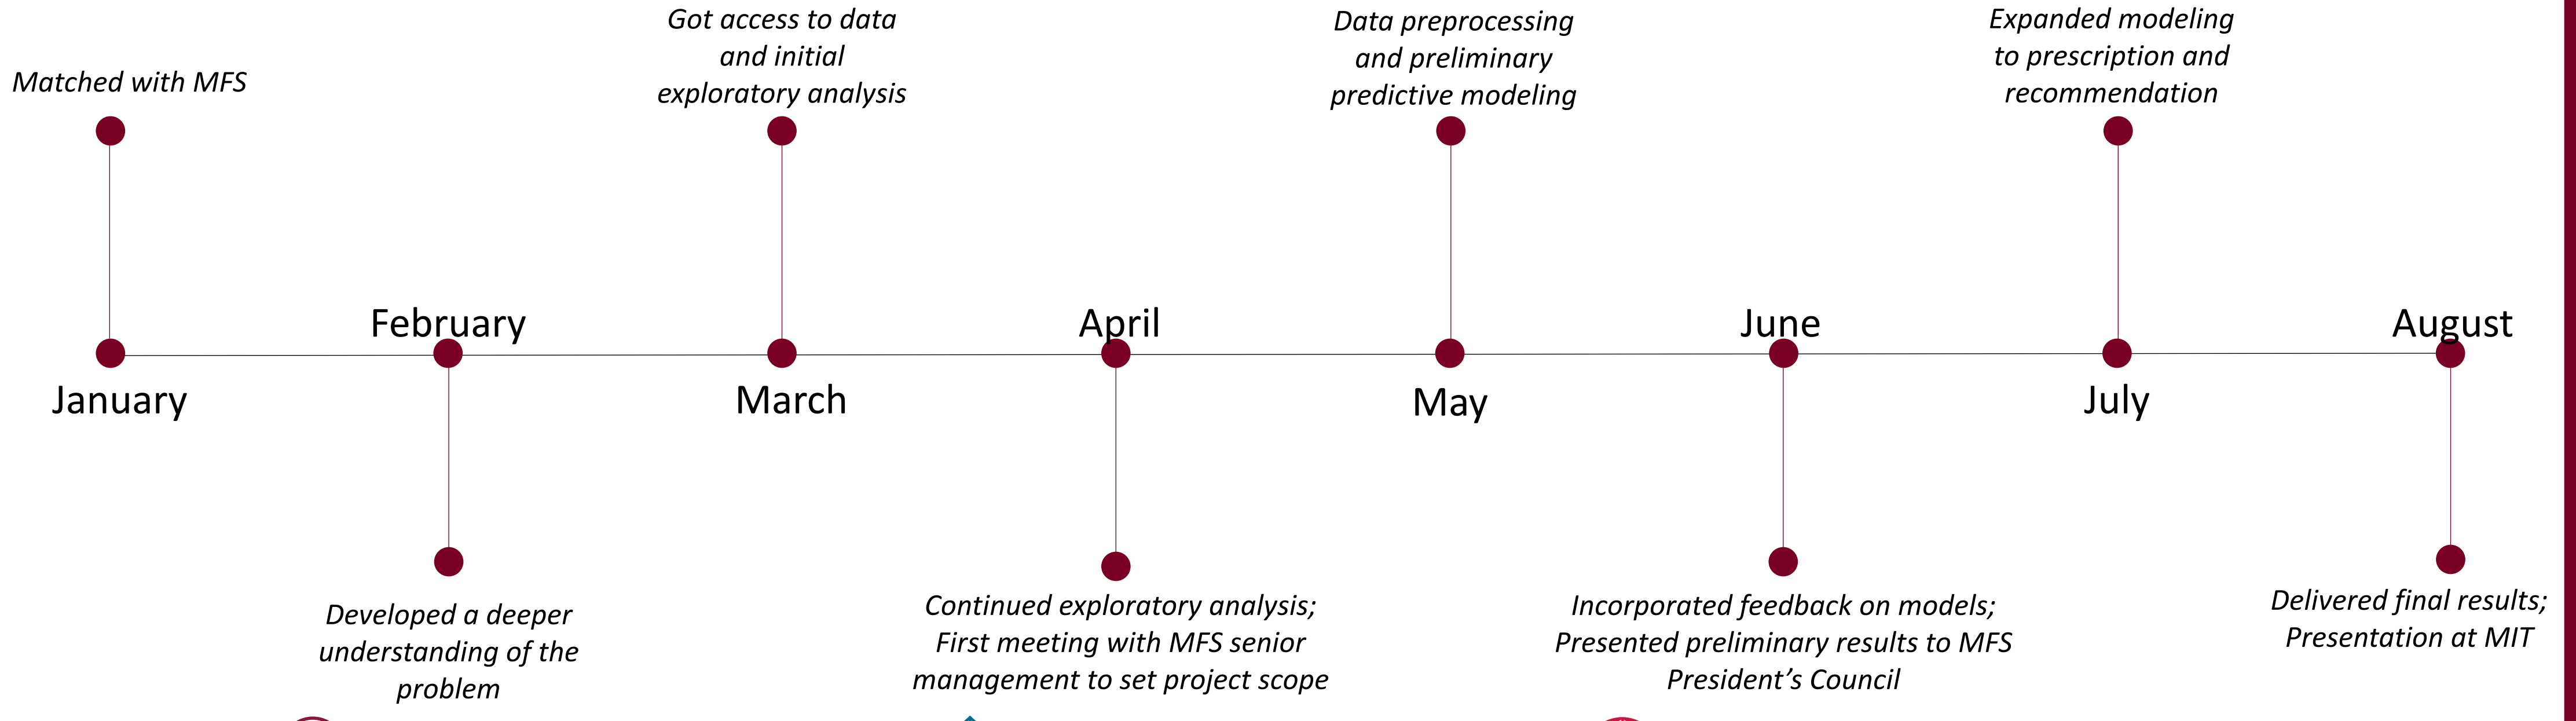 Matched with MFS
January
February
Developed a deeper
understanding of the
problem
Got access to data
and initial
exploratory analysis
March
April
Continued exploratory analysis;
First meeting with MFS senior
management to set project scope
Data preprocessing
and preliminary
predictive modeling
May
June
Incorporated feedback on models;
Presented preliminary results to MFS
President’s Council
Expanded modeling
to prescription and
recommendation
July
August
Delivered final results;
Presentation at MIT